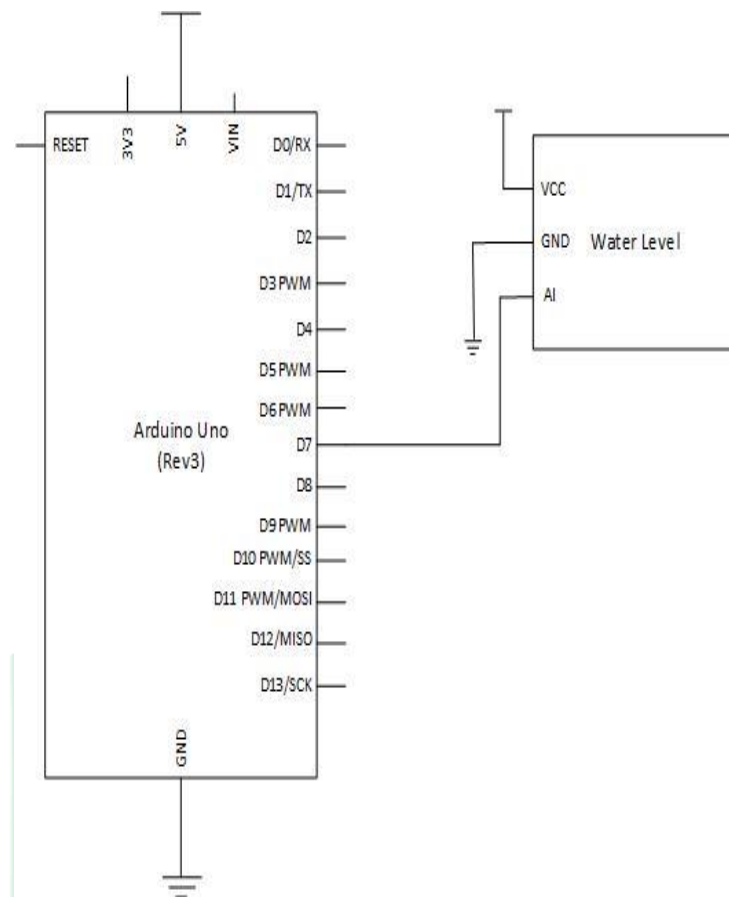 RESET
3V3
5V
VIN
D0/RX
D1/TX
D2
D3 PWM
D4
D5 PWM
D6 PWM
Arduino Uno
(Rev3)
D7
D8
D9 PWM
D10 PWM/SS
D11 PWM/MOSI
D12/MISO
D13/SCK
GND
VCC
GND
Water Level
AI